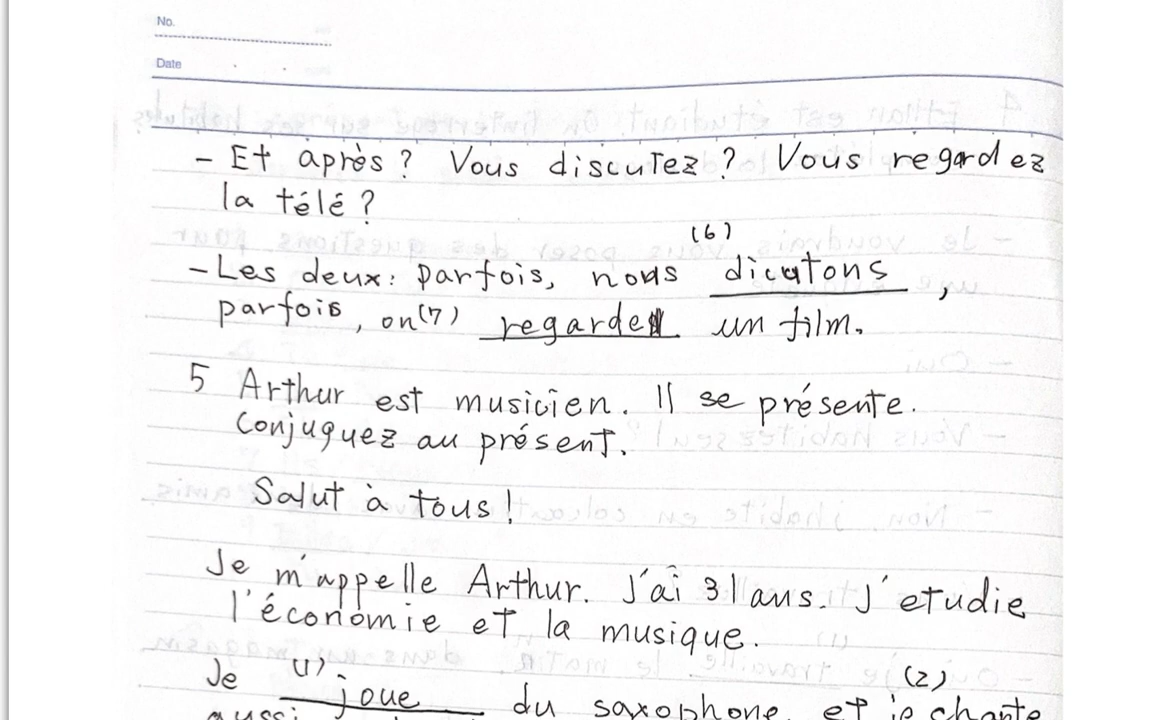 No.
Date
- Et après ? Vous discutez ? Vous regardez
la télé ?
(6)
- Les deux : parfois, nous dicutons ,
parfois, on (7) regarde un film.
5 Arthur est musicien. Il se présente.
Conjuguez au présent.
Salut à tous !
Je m'appelle Arthur. J'ai 31 ans. J'etudie
l'économie et la musique.
Je (1) joue du saxophone, et je (2) chante
aussi